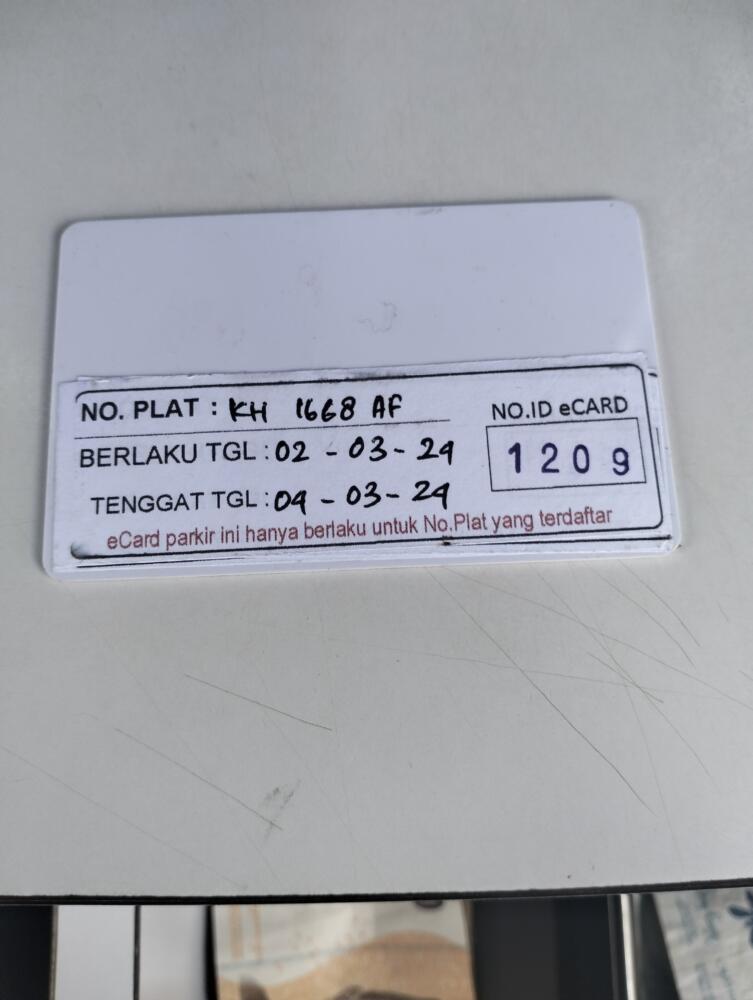 NO. PLAT : KH 1668 AF
NO.ID eCARD
BERLAKU TGL : 02 - 03 - 24
1209
TENGGAT TGL : 04 - 03 - 24
eCard parkir ini hanya berlaku untuk No.Plat yang terdaftar